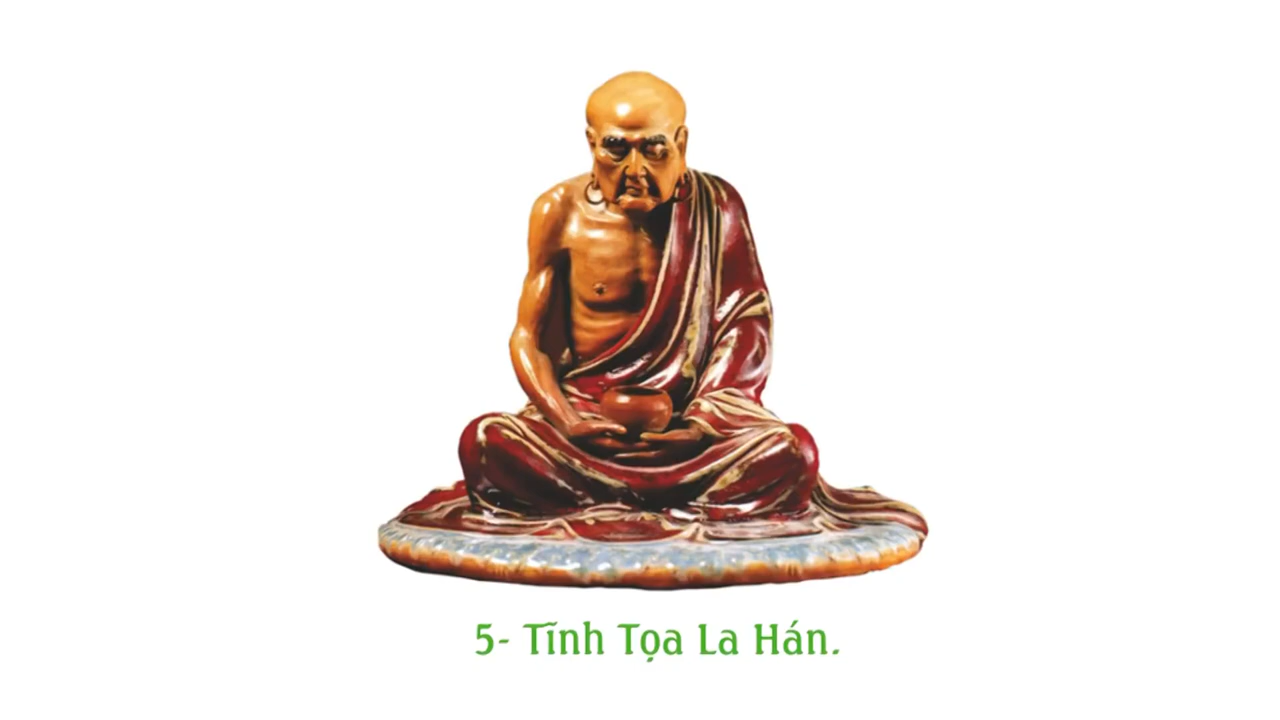 5- Tĩnh Tọa La Hán.